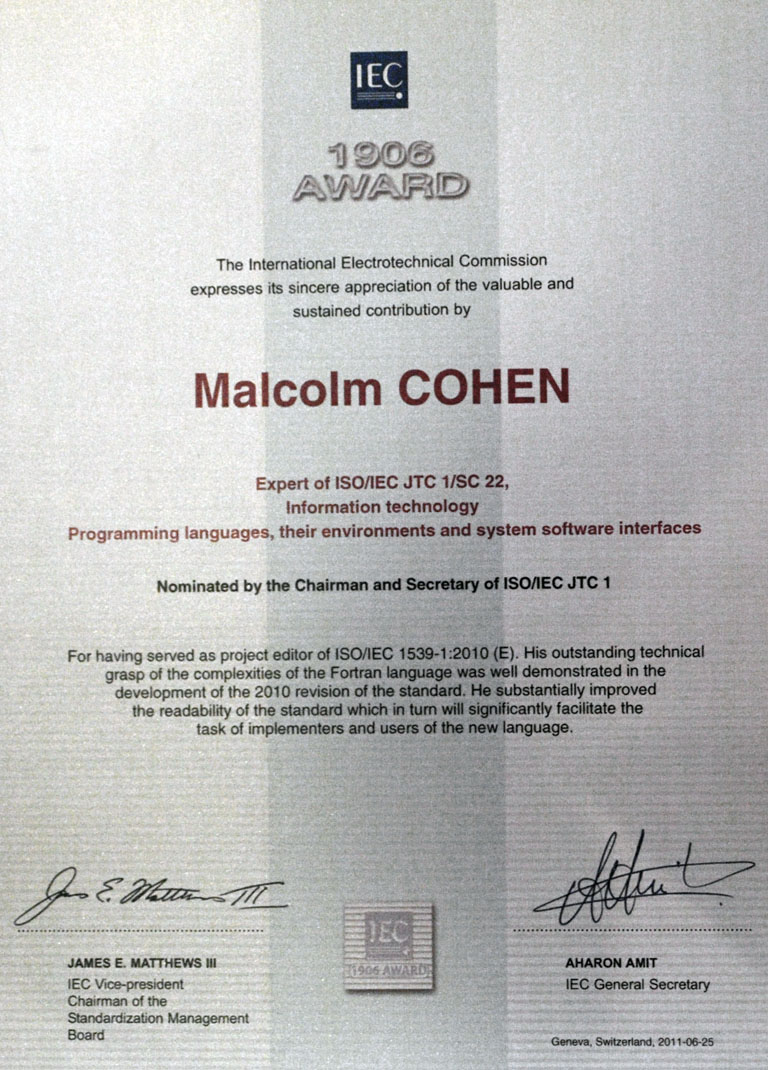 IEC
1906
AWARD
The International Electrotechnical Commission
expresses its sincere appreciation of the valuable and
sustained contribution by
Malcolm COHEN
Expert of ISO/IEC JTC 1/SC 22,
Information technology
Programming languages, their environments and system software interfaces
Nominated by the Chairman and Secretary of ISO/IEC JTC 1
For having served as project editor of ISO/IEC 1539-1:2010 (E). His outstanding technical
grasp of the complexities of the Fortran language was well demonstrated in the
development of the 2010 revision of the standard. He substantially improved
the readability of the standard which in turn will significantly facilitate the
task of implementers and users of the new language.
Jas E. Matthews III
JAMES E. MATTHEWS III
IEC Vice-president
Chairman of the
Standardization Management
Board
IEC
1906 AWARD
AHARON AMIT
IEC General Secretary
Geneva, Switzerland, 2011-06-25